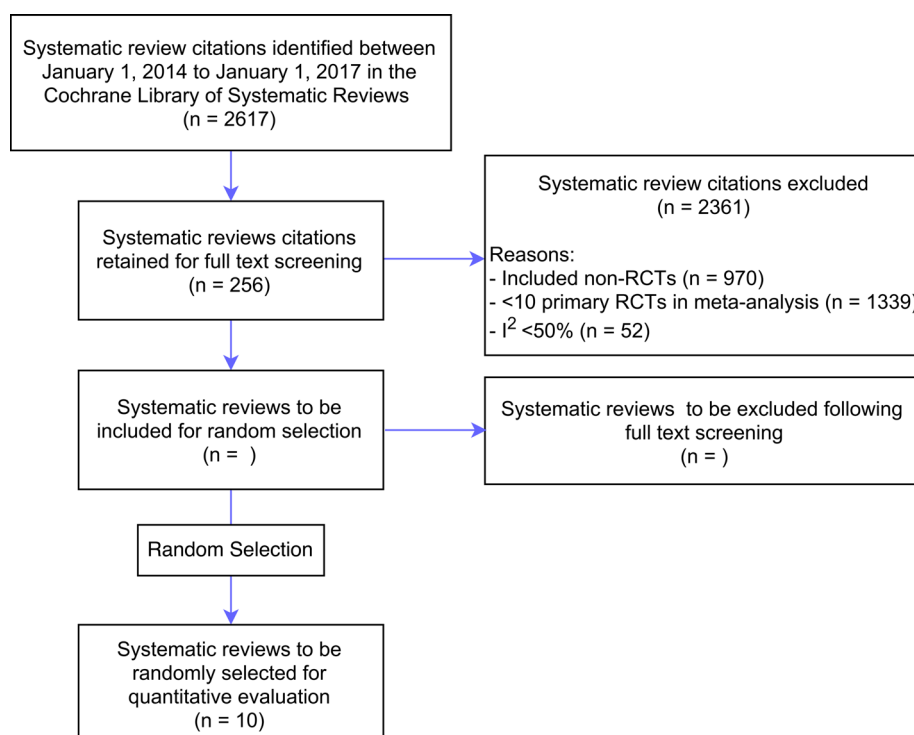 Systematic review citations identified between
January 1, 2014 to January 1, 2017 in the
Cochrane Library of Systematic Reviews
(n = 2617)
Systematic reviews citations
retained for full text screening
(n = 256)
Systematic review citations excluded
(n = 2361)
Reasons:
- Included non-RCTs (n = 970)
- <10 primary RCTs in meta-analysis (n = 1339)
- I² <50% (n = 52)
Systematic reviews to be
included for random selection
(n =  )
Systematic reviews  to be excluded following
full text screening
(n = )
Random Selection
Systematic reviews to be
randomly selected for
quantitative evaluation
(n = 10)